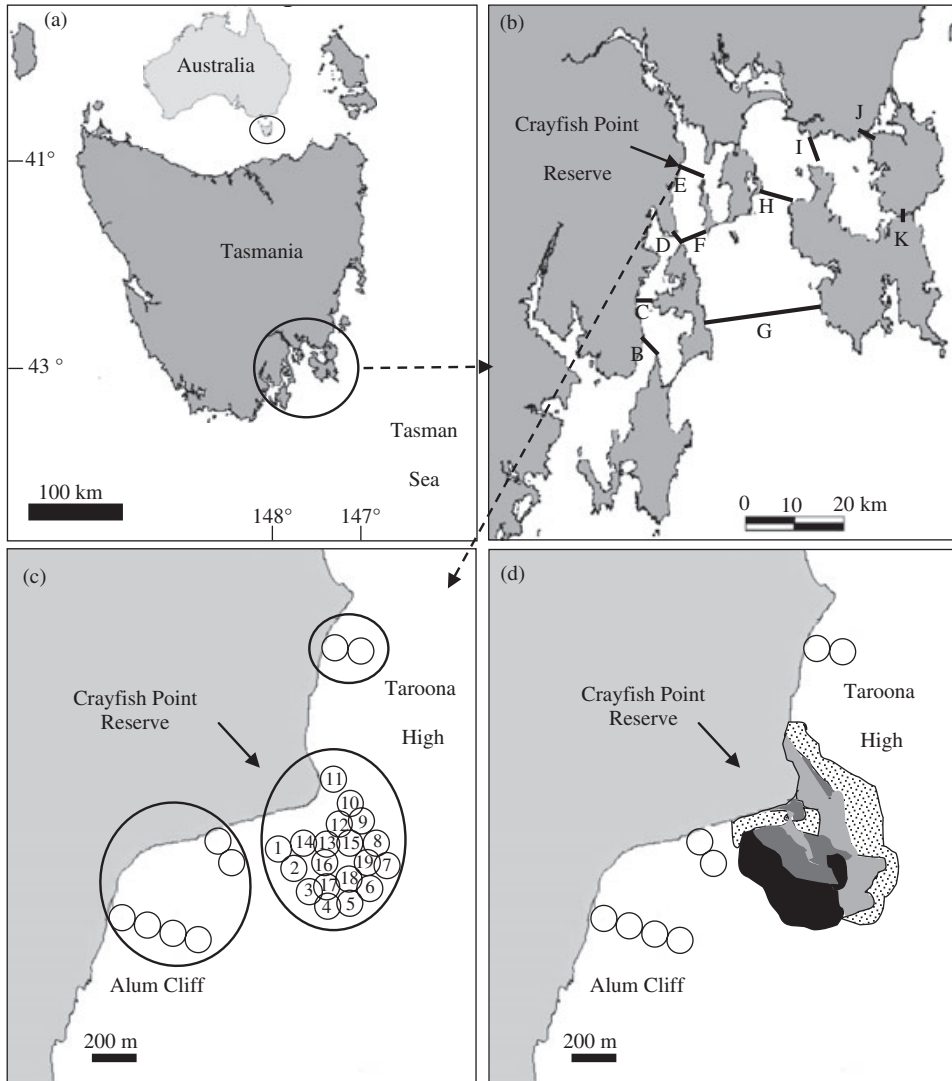 (a)
Australia
41°
Tasmania
43°
Tasman
Sea
100 km
148°
147°
(b)
Crayfish Point
Reserve
J
I
E
H
K
D
F
C
G
B
0 10 20 km
(c)
Taroona
High
Crayfish Point
Reserve
11
10
12
9
1
14
13
15
8
2
16
19
7
3
17
18
6
4
5
Alum Cliff
200 m
(d)
Taroona
High
Crayfish Point
Reserve
Alum Cliff
200 m